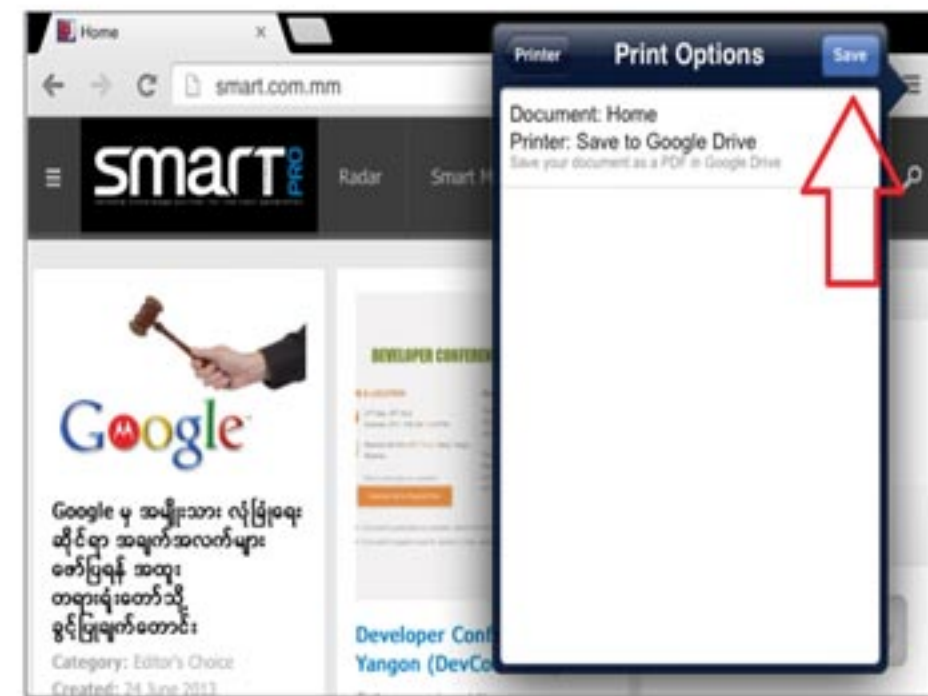 Home
smart.com.mm
smart PRO
Radar
Smart M
Printer
Print Options
Save
Document: Home
Printer: Save to Google Drive
Save your document as a PDF in Google Drive
Google
Google မှ အမျိုးသား လုံခြုံရေး
ဆိုင်ရာ အချက်အလက်များ
ဖော်ပြရန် အထူး
တရားရုံးတော်သို့
ခွင့်ပြုချက်တောင်း
Category: Editor's Choice
Created: 24 June 2013
DEVELOPER CONFEREN
Developer Conf
Yangon (DevCo